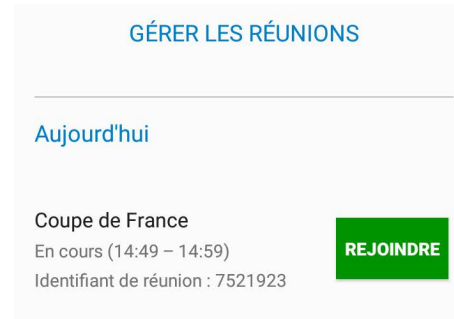 GÉRER LES RÉUNIONS
Aujourd'hui
Coupe de France
En cours (14:49 – 14:59)
REJOINDRE
Identifiant de réunion : 7521923